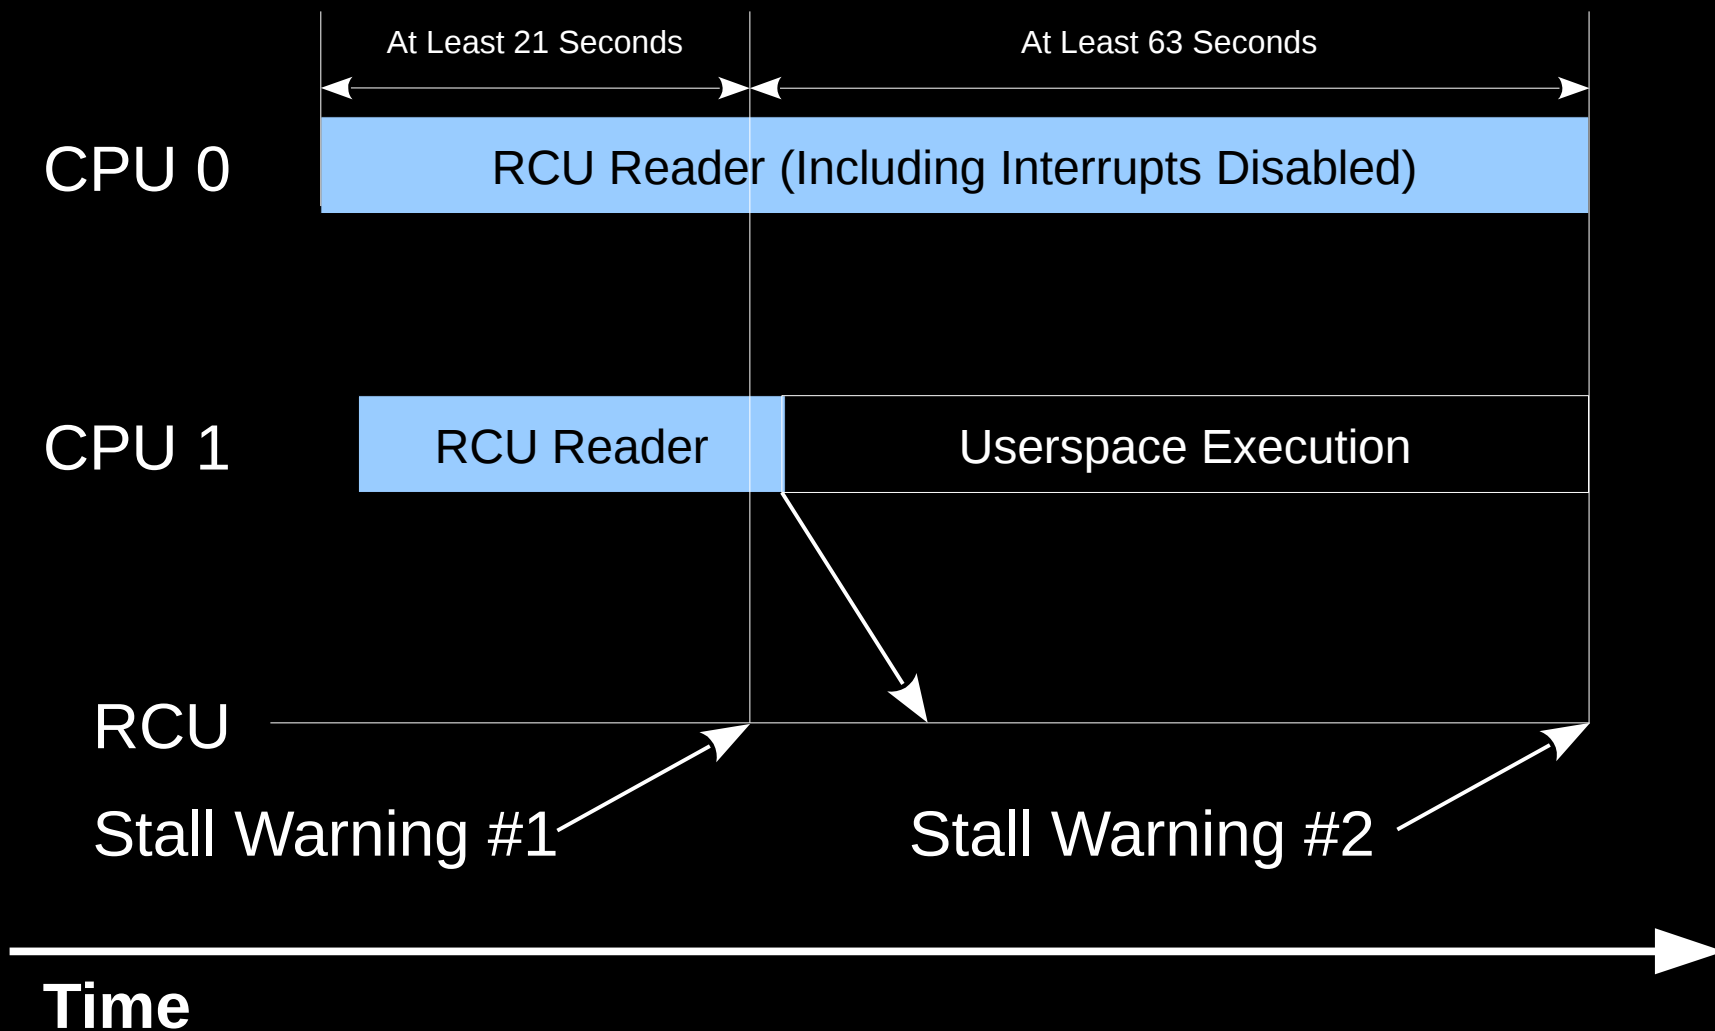 At Least 21 Seconds
At Least 63 Seconds
CPU 0
RCU Reader (Including Interrupts Disabled)
CPU 1
RCU Reader
Userspace Execution
RCU
Stall Warning #1
Stall Warning #2
Time